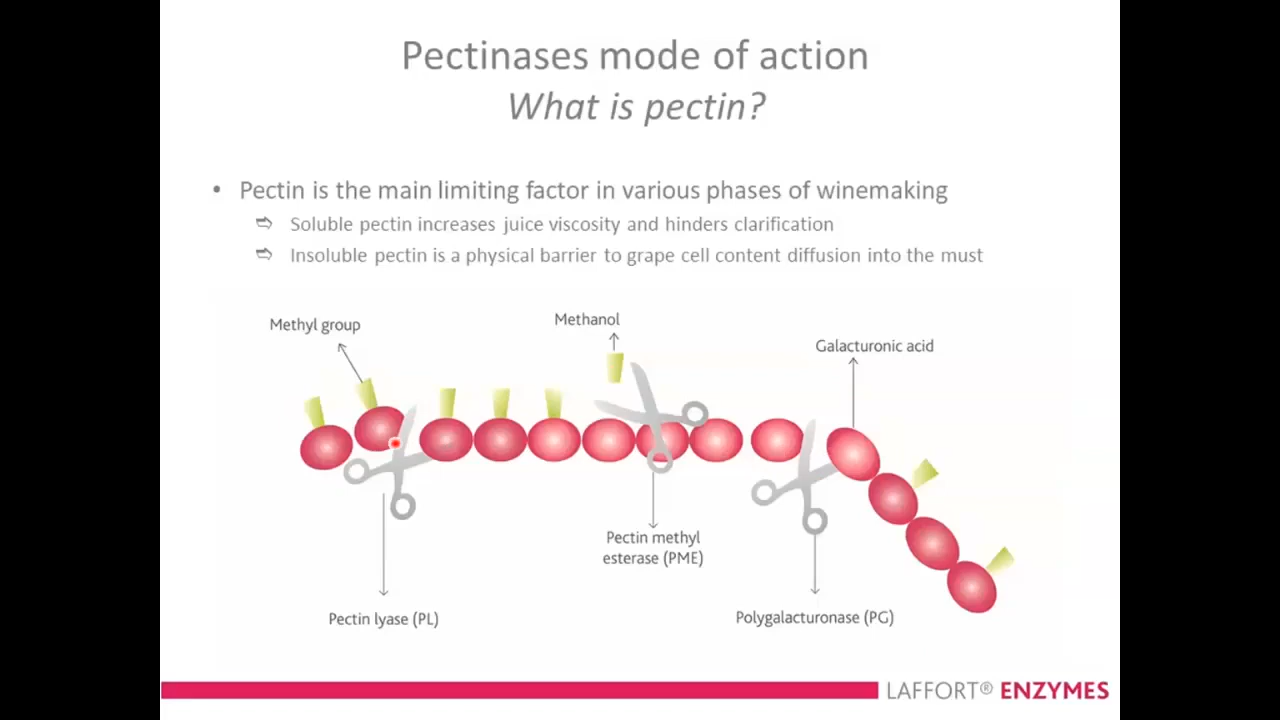 Pectinases mode of action
What is pectin?
• Pectin is the main limiting factor in various phases of winemaking
⇨ Soluble pectin increases juice viscosity and hinders clarification
⇨ Insoluble pectin is a physical barrier to grape cell content diffusion into the must
Methyl group
Methanol
Galacturonic acid
Pectin methyl
esterase (PME)
Pectin lyase (PL)
Polygalacturonase (PG)
LAFFORT® ENZYMES